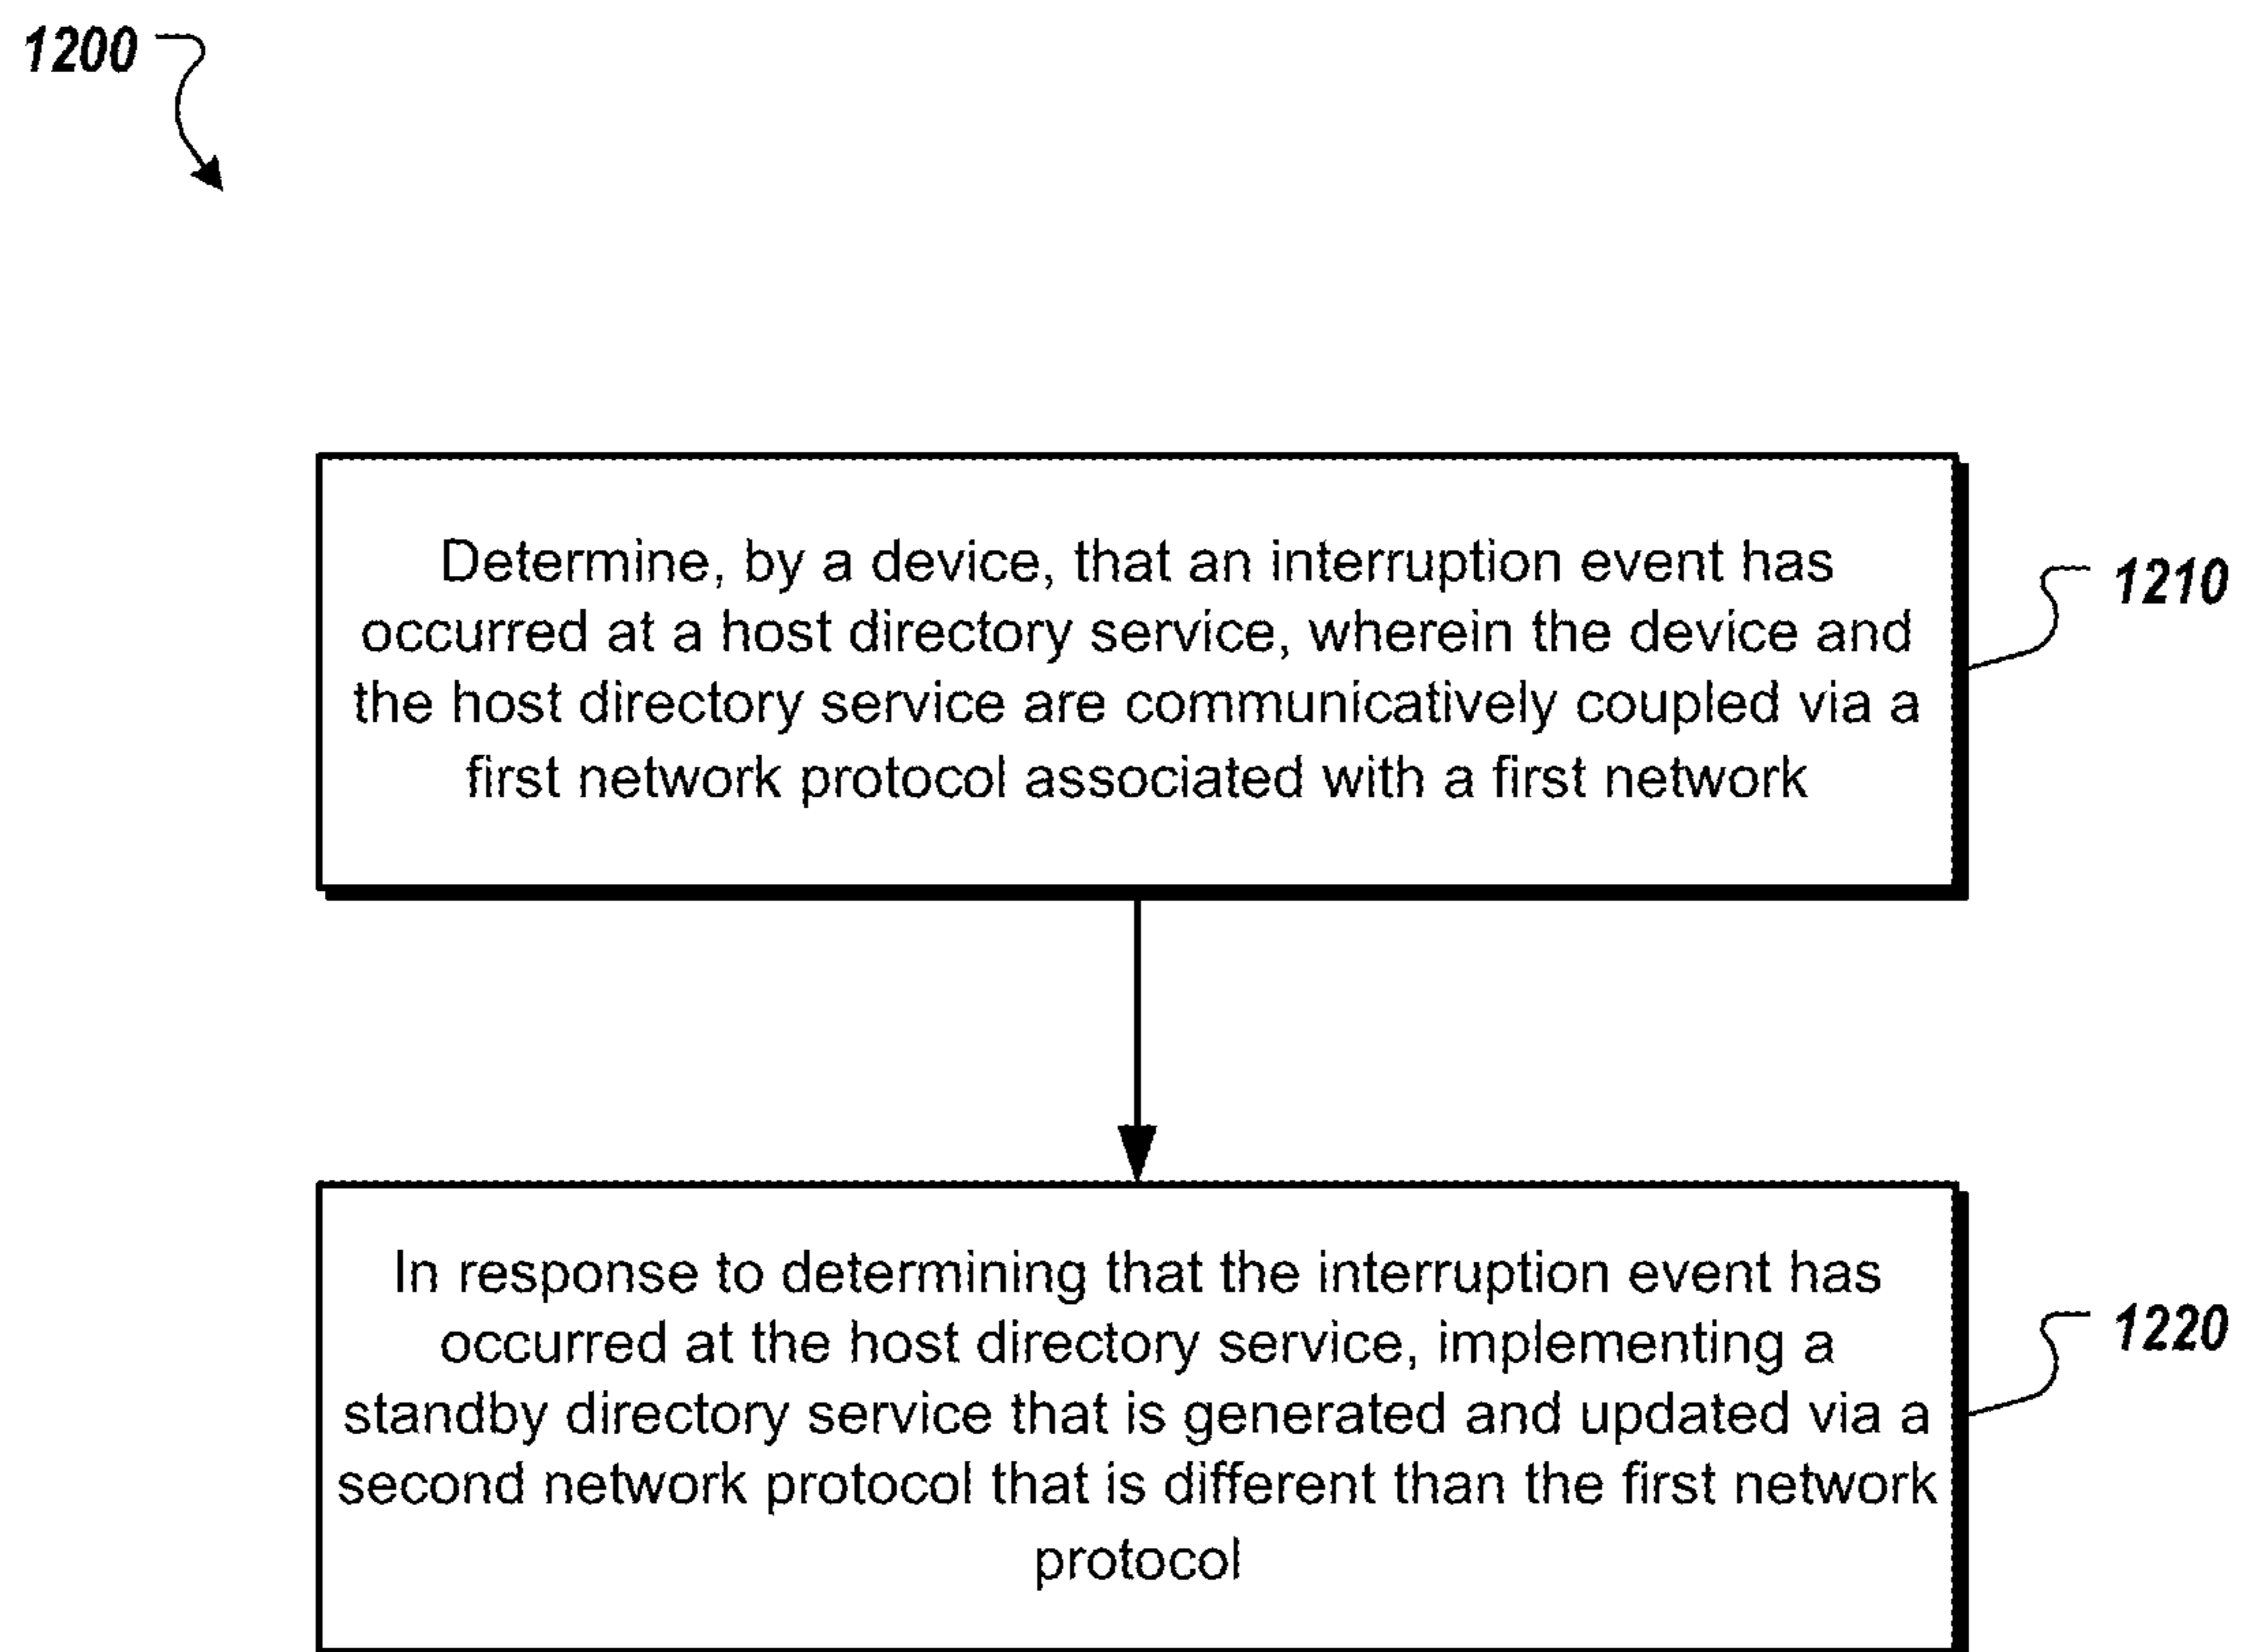 1200
Determine, by a device, that an interruption event has
occurred at a host directory service, wherein the device and
the host directory service are communicatively coupled via a
first network protocol associated with a first network
1210
In response to determining that the interruption event has
occurred at the host directory service, implementing a
standby directory service that is generated and updated via a
second network protocol that is different than the first network
protocol
1220